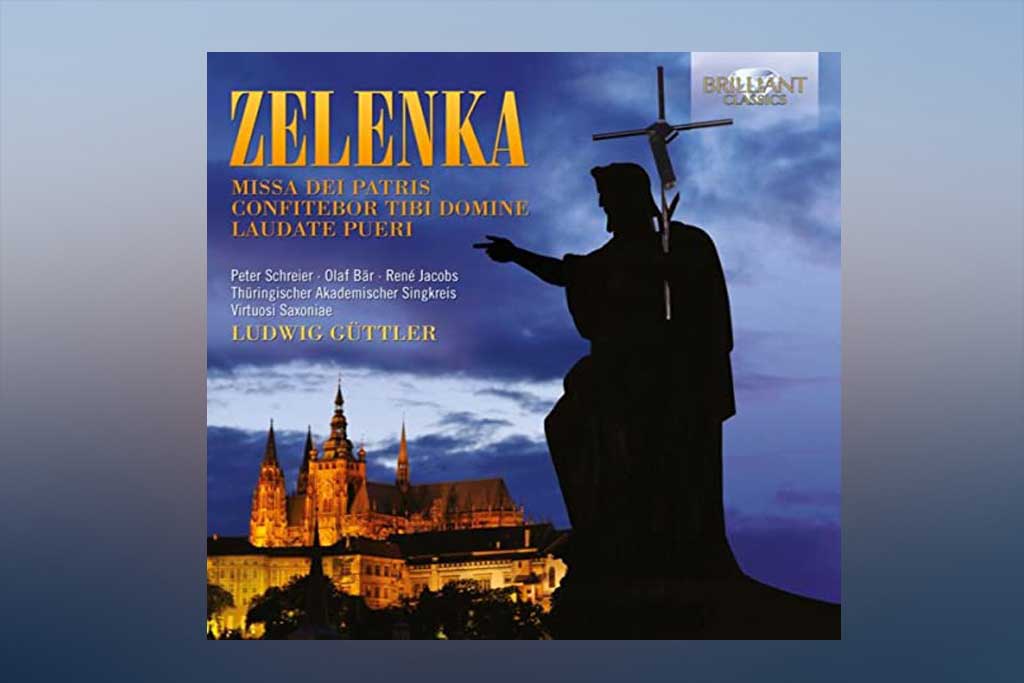 BRILLIANT
CLASSICS
ZELENKA
MISSA DEI PATRIS
CONFITEBOR TIBI DOMINE
LAUDATE PUERI
Peter Schreier · Olaf Bär · René Jacobs
Thüringischer Akademischer Singkreis
Virtuosi Saxoniae
LUDWIG GÜTTLER